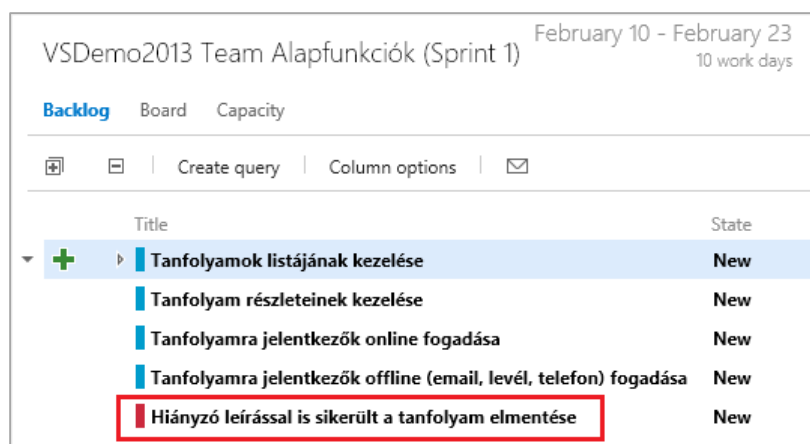 VSDemo2013 Team Alapfunkciók (Sprint 1)
February 10 - February 23
10 work days
Backlog Board Capacity
Create query Column options
Title State
Tanfolyamok listájának kezelése New
Tanfolyam részleteinek kezelése New
Tanfolyamra jelentkezők online fogadása New
Tanfolyamra jelentkezők offline (email, levél, telefon) fogadása New
Hiányzó leírással is sikerült a tanfolyam elmentése New